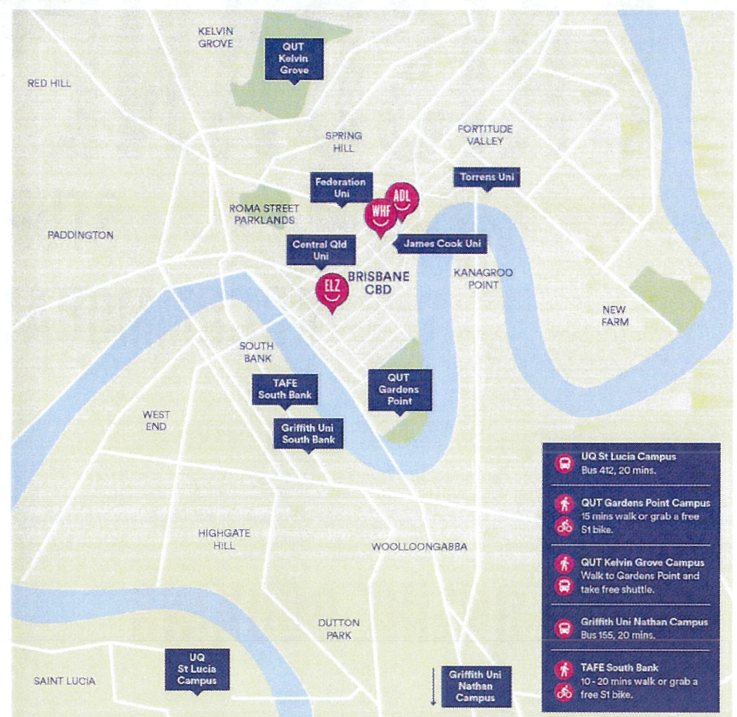 KELVIN
GROVE
QUT
Kelvin
Grove
RED HILL
SPRING
HILL
FORTITUDE
VALLEY
Federation
Uni
Torrens Uni
ADL
WHF
ROMA STREET
PARKLANDS
PADDINGTON
Central Qld
Uni
James Cook Uni
BRISBANE
CBD
KANAGROO
POINT
ELZ
NEW
FARM
SOUTH
BANK
TAFE
South Bank
QUT
Gardens
Point
WEST
END
Griffith Uni
South Bank
HIGHGATE
HILL
WOOLLOONGABBA
DUTTON
PARK
SAINT LUCIA
UQ
St Lucia
Campus
Griffith Uni
Nathan
Campus
UQ St Lucia Campus
Bus 412, 20 mins.
QUT Gardens Point Campus
15 mins walk or grab a free
S1 bike.
QUT Kelvin Grove Campus
Walk to Gardens Point and
take free shuttle.
Griffith Uni Nathan Campus
Bus 155, 20 mins.
TAFE South Bank
10 - 20 mins walk or grab a
free S1 bike.